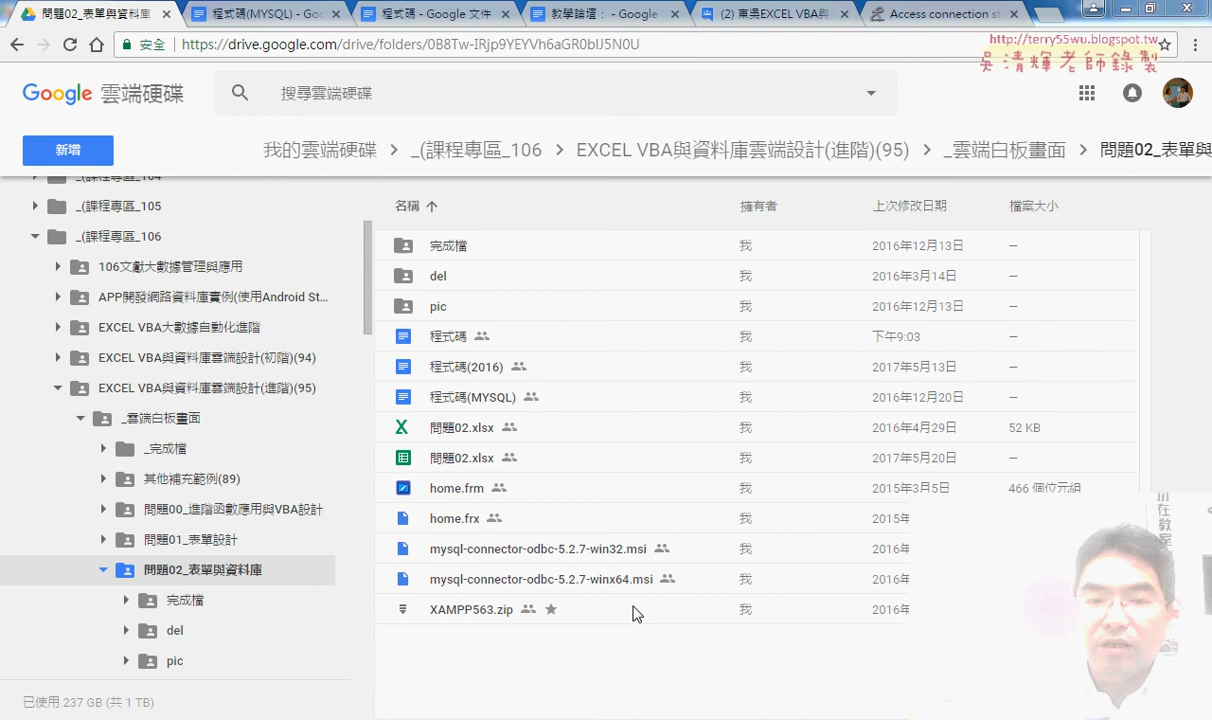 問題02_表單與資料庫
程式碼(MYSQL) - Goo
程式碼 - Google 文件
教學論壇： - Google
(2) 東吳EXCEL VBA與
Access connection st
安全
https://drive.google.com/drive/folders/0B8Tw-IRjp9YEYVh6aGR0blJ5N0U
http://terry55wu.blogspot.tw
吳清輝老師錄製
Google 雲端硬碟
搜尋雲端硬碟
新增
我的雲端硬碟
_(課程專區_106
EXCEL VBA與資料庫雲端設計(進階)(95)
_雲端白板畫面
問題02_表單與
_(課程專區_104
_(課程專區_105
_(課程專區_106
106文獻大數據管理與應用
APP開發網路資料庫實例(使用Android St...
EXCEL VBA大數據自動化進階
EXCEL VBA與資料庫雲端設計(初階)(94)
EXCEL VBA與資料庫雲端設計(進階)(95)
_雲端白板畫面
_完成檔
其他補充範例(89)
問題00_進階函數應用與VBA設計
問題01_表單設計
問題02_表單與資料庫
完成檔
del
pic
已使用 237 GB (共 1 TB)
名稱
擁有者
上次修改日期
檔案大小
完成檔 我 2016年12月13日 –
del 我 2016年3月14日 –
pic 我 2016年12月13日 –
程式碼 我 下午9:03 –
程式碼(2016) 我 2017年5月13日 –
程式碼(MYSQL) 我 2016年12月20日 –
問題02.xlsx 我 2016年4月29日 52 KB
問題02.xlsx 我 2017年5月20日 –
home.frm 我 2015年3月5日 466 個位元組
home.frx 我 2015年
mysql-connector-odbc-5.2.7-win32.msi 我 2016年
mysql-connector-odbc-5.2.7-winx64.msi 我 2016年
XAMPP563.zip 我 2016年